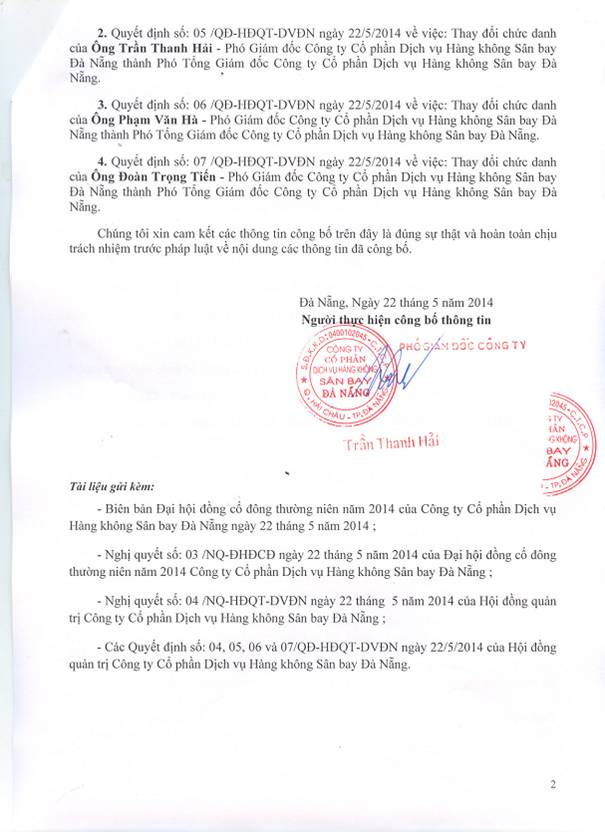 2. Quyết định số: 05 /QĐ-HĐQT-DVĐN ngày 22/5/2014 về việc: Thay đổi chức danh
của Ông Trần Thanh Hải - Phó Giám đốc Công ty Cổ phần Dịch vụ Hàng không Sân bay
Đà Nẵng thành Phó Tổng Giám đốc Công ty Cổ phần Dịch vụ Hàng không Sân bay Đà
Nẵng.
3. Quyết định số: 06 /QĐ-HĐQT-DVĐN ngày 22/5/2014 về việc: Thay đổi chức danh
của Ông Phạm Văn Hà - Phó Giám đốc Công ty Cổ phần Dịch vụ Hàng không Sân bay Đà
Nẵng thành Phó Tổng Giám đốc Công ty Cổ phần Dịch vụ Hàng không Sân bay Đà Nẵng.
4. Quyết định số: 07 /QĐ-HĐQT-DVĐN ngày 22/5/2014 về việc: Thay đổi chức danh
của Ông Đoàn Trọng Tiến - Phó Giám đốc Công ty Cổ phần Dịch vụ Hàng không Sân bay
Đà Nẵng thành Phó Tổng Giám đốc Công ty Cổ phần Dịch vụ Hàng không Sân bay Đà
Nẵng.
Chúng tôi xin cam kết các thông tin công bố trên đây là đúng sự thật và hoàn toàn chịu
trách nhiệm trước pháp luật về nội dung các thông tin đã công bố.
Đà Nẵng, Ngày 22 tháng 5 năm 2014
Người thực hiện công bố thông tin
PHÓ GIÁM ĐỐC CÔNG TY
S.Đ.K.K.D: 0400102045 - C.T.C.P
CÔNG TY
CỔ PHẦN
DỊCH VỤ HÀNG KHÔNG
SÂN BAY
ĐÀ NẴNG
Q. HẢI CHÂU - TP. ĐÀ NẴNG
Trần Thanh Hải
02045 - C.T.C.P
G TY
HẦN
NG KHÔNG
BAY
ẴNG
TP. ĐÀ NẴNG
Tài liệu gửi kèm:
- Biên bản Đại hội đồng cổ đông thường niên năm 2014 của Công ty Cổ phần Dịch vụ
Hàng không Sân bay Đà Nẵng ngày 22 tháng 5 năm 2014 ;
- Nghị quyết số: 03 /NQ-ĐHĐCĐ ngày 22 tháng 5 năm 2014 của Đại hội đồng cổ đông
thường niên năm 2014 Công ty Cổ phần Dịch vụ Hàng không Sân bay Đà Nẵng ;
- Nghị quyết số: 04 /NQ-HĐQT-DVĐN ngày 22 tháng 5 năm 2014 của Hội đồng quản
trị Công ty Cổ phần Dịch vụ Hàng không Sân bay Đà Nẵng ;
- Các Quyết định số: 04, 05, 06 và 07/QĐ-HĐQT-DVĐN ngày 22/5/2014 của Hội đồng
quản trị Công ty Cổ phần Dịch vụ Hàng không Sân bay Đà Nẵng.
2